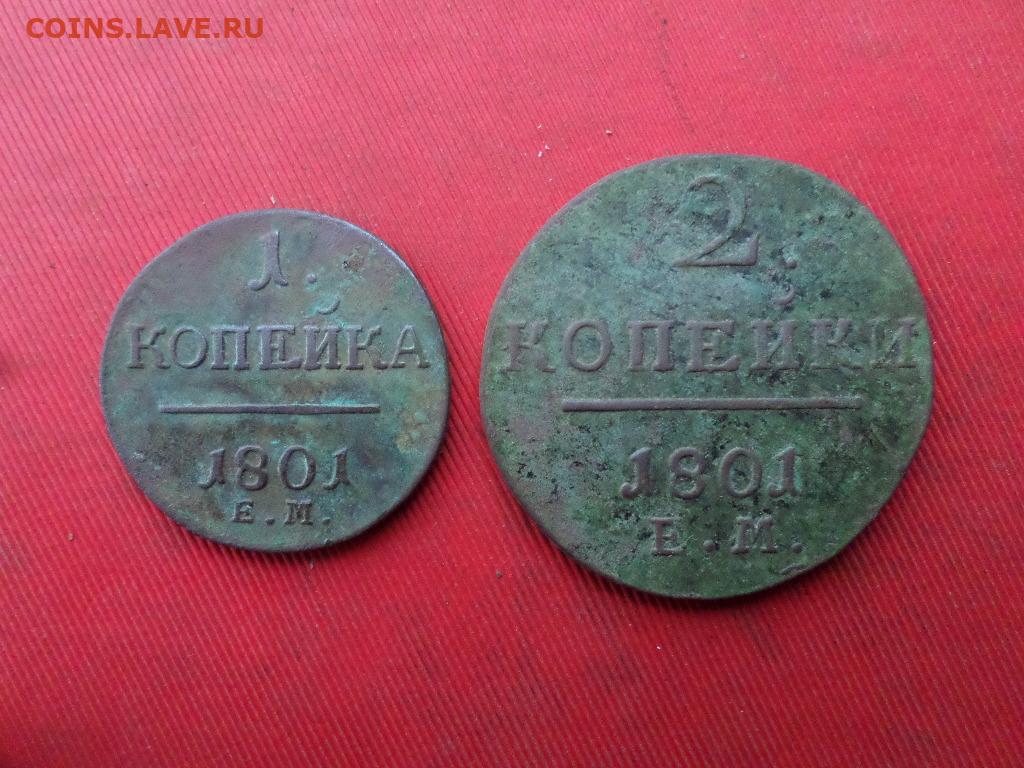 COINS.LAVE.RU
1.
КОПЕЙКА
1801
Е.М.
2.
КОПЕЙКИ
1801
Е.М.